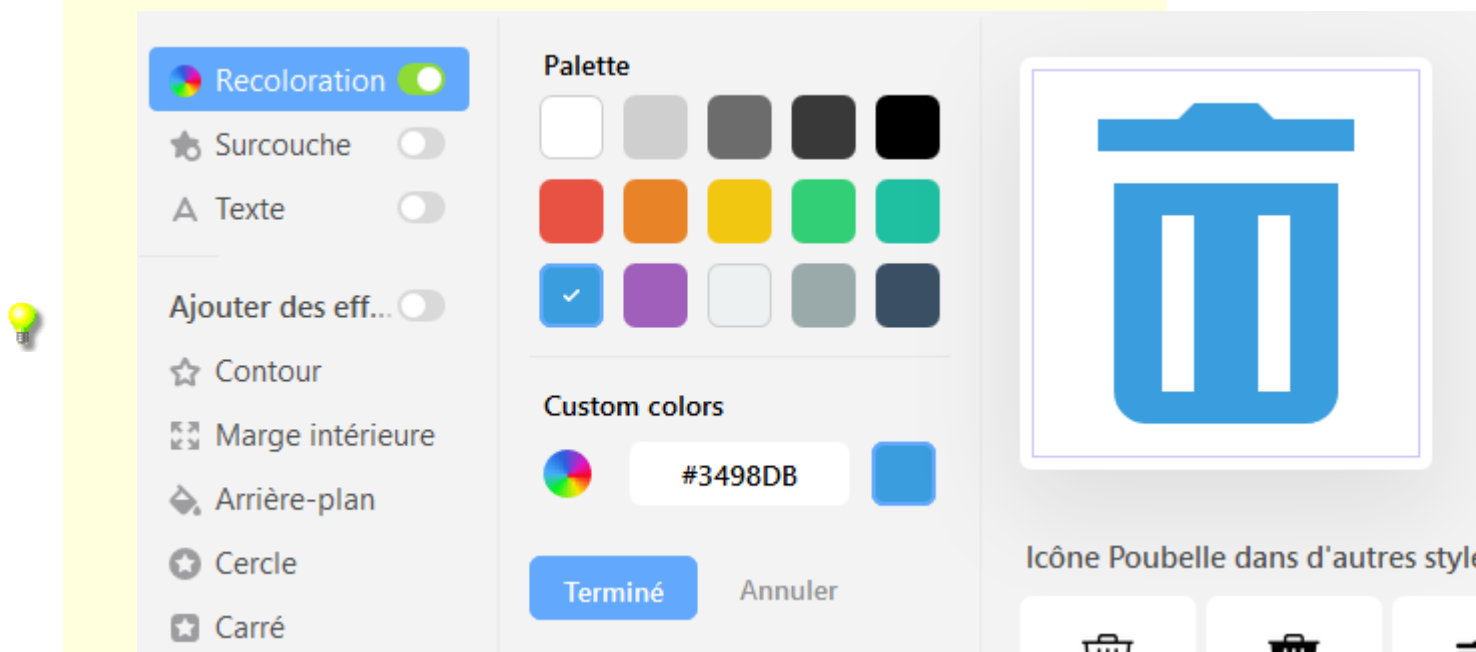 Recoloration
Surcouche
Texte
Ajouter des eff...
Contour
Marge intérieure
Arrière-plan
Cercle
Carré
Palette
Custom colors
#3498DB
Terminé
Annuler
Icône Poubelle dans d'autres style